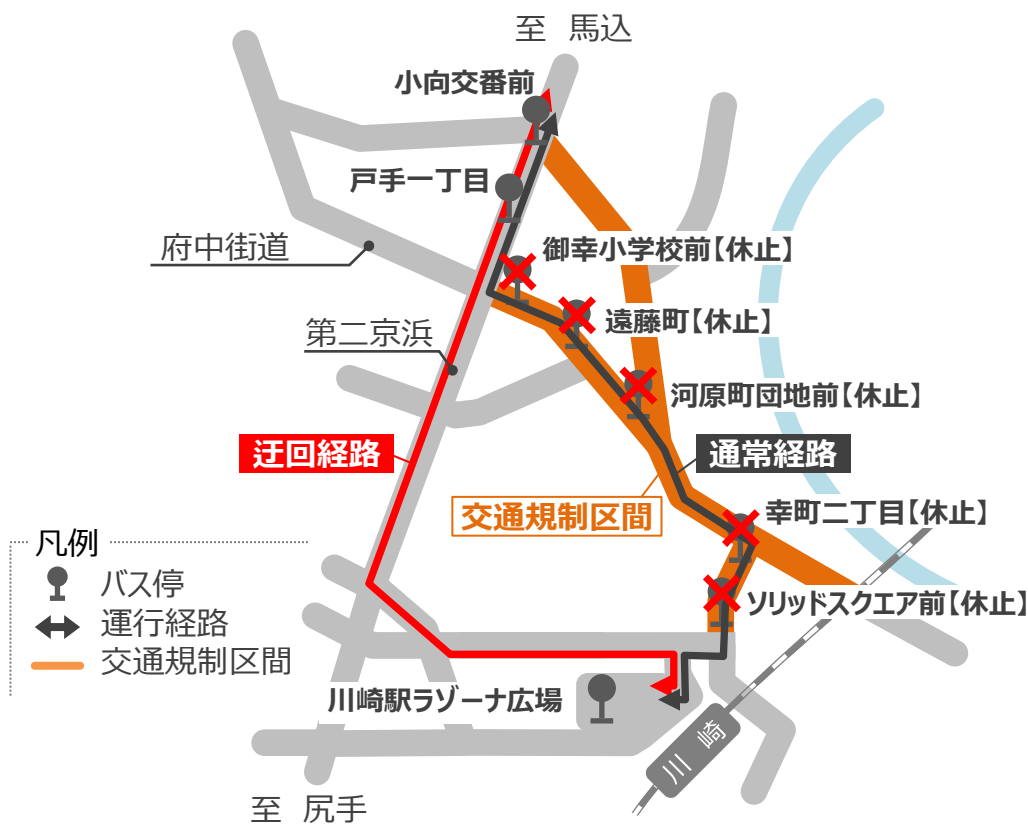 至 馬込
小向交番前
戸手一丁目
府中街道
御幸小学校前【休止】
遠藤町【休止】
第二京浜
河原町団地前【休止】
迂回経路
通常経路
交通規制区間
幸町二丁目【休止】
凡例
バス停
運行経路
交通規制区間
ソリッドスクエア前【休止】
川崎駅ラゾーナ広場
川崎
至 尻手